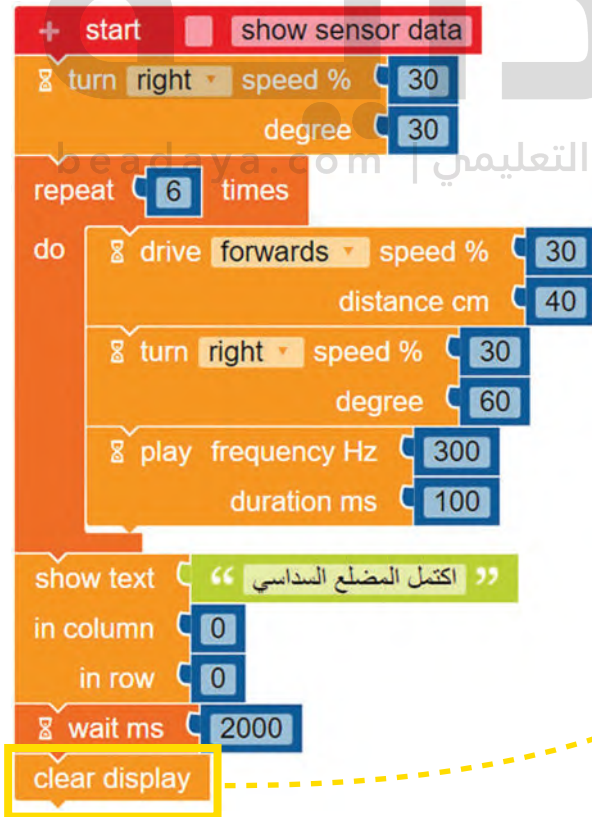 + start show sensor data
turn right speed % 30
degree 30
beadaya.com | التعليمي
repeat 6 times
do drive forwards speed % 30
distance cm 40
turn right speed % 30
degree 60
play frequency Hz 300
duration ms 100
show text “ اكتمل المضلع السداسي ”
in column 0
in row 0
wait ms 2000
clear display